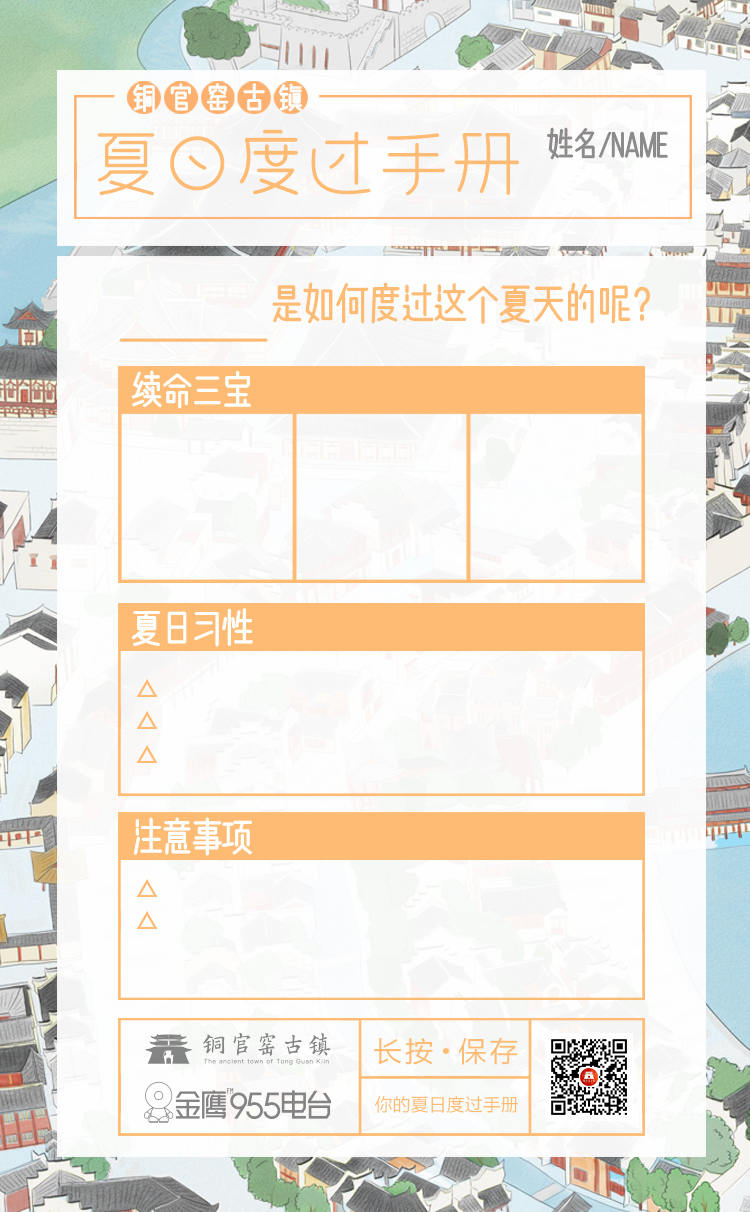 铜官窑古镇
夏日度过手册
姓名/NAME
是如何度过这个夏天的呢？
续命三宝
夏日习性
注意事项
铜官窑古镇
The ancient town of Tong Guan Kiln
金鹰955电台
FM
长按·保存
你的夏日度过手册